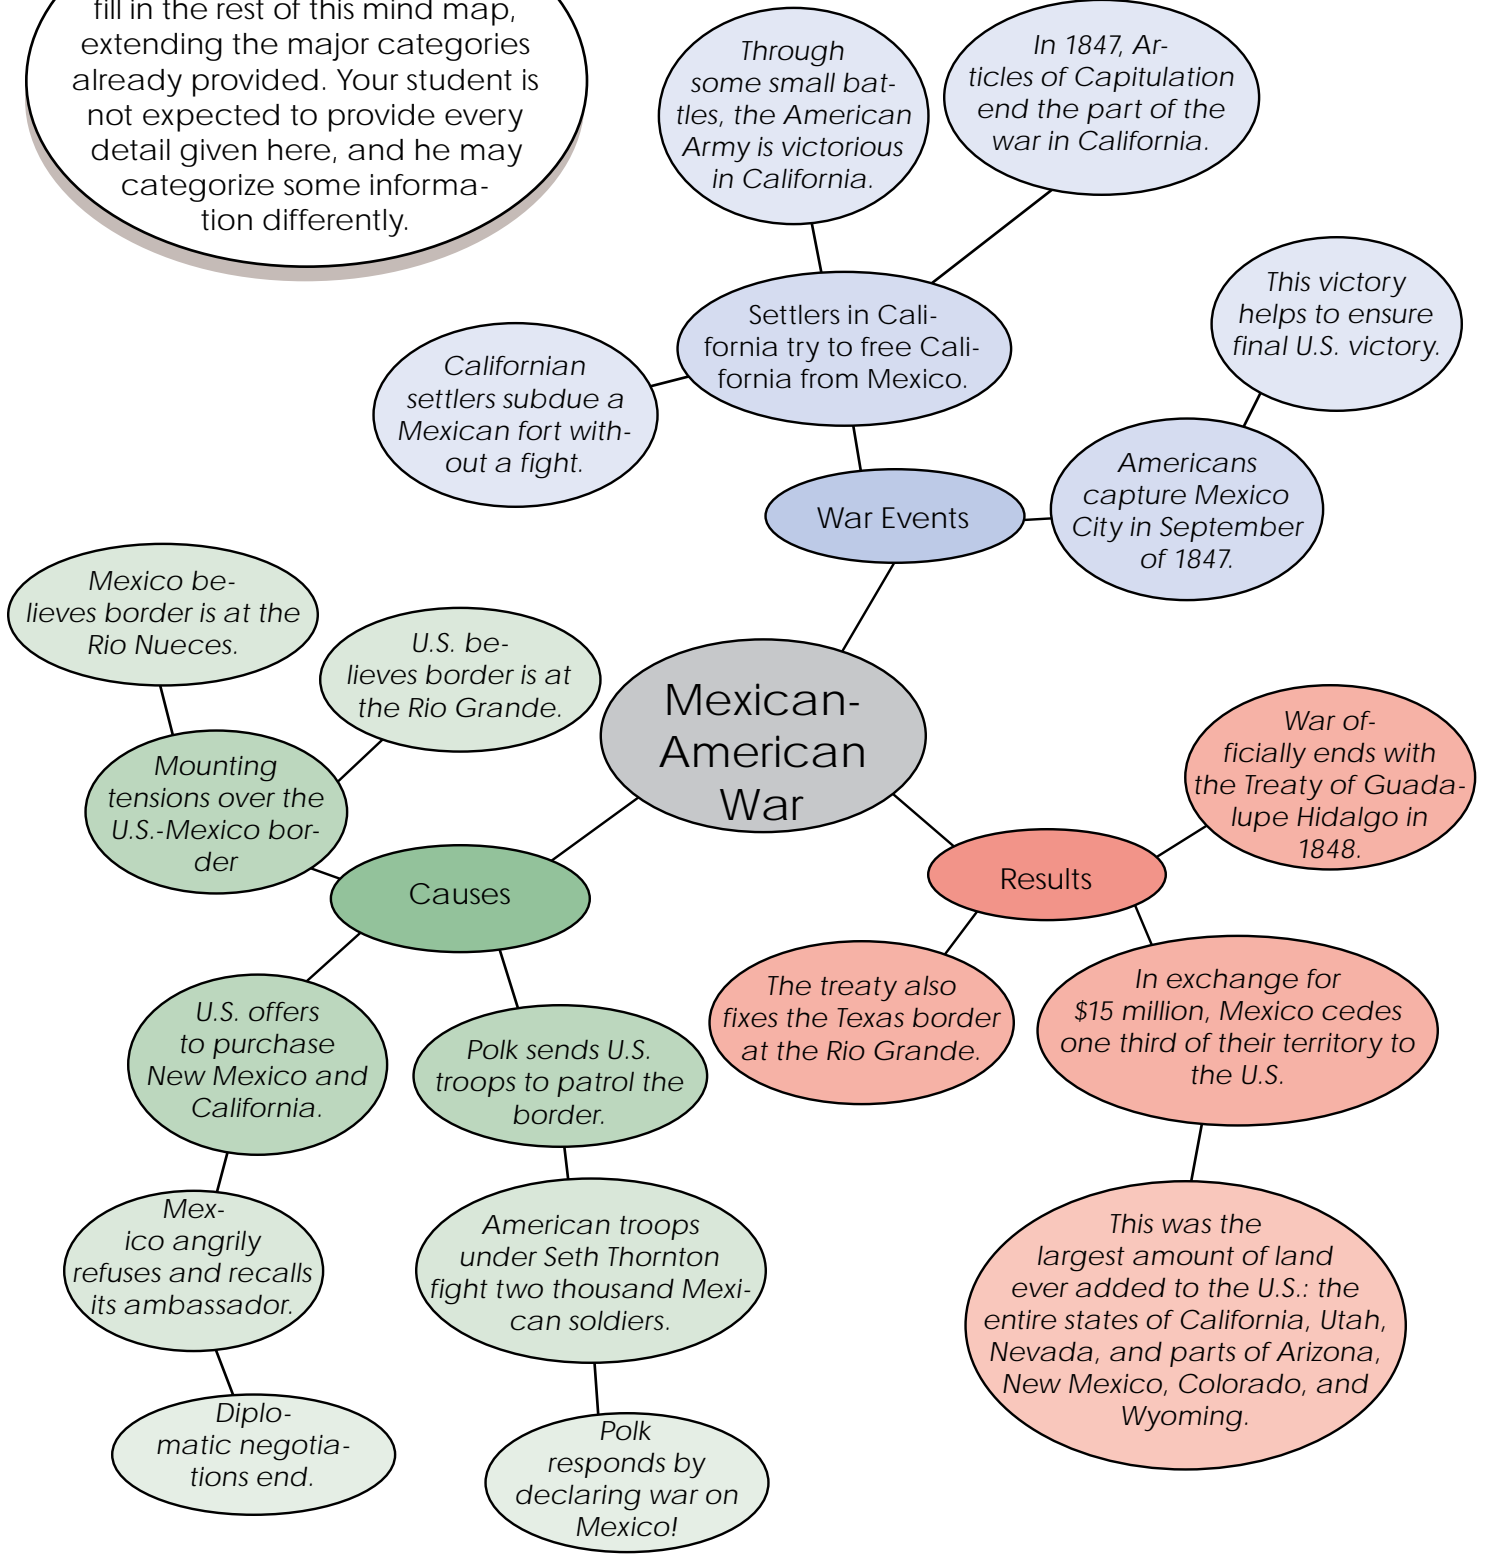 fill in the rest of this mind map,
extending the major categories
already provided. Your student is
not expected to provide every
detail given here, and he may
categorize some informa-
tion differently.
Through
some small bat-
tles, the American
Army is victorious
in California.
In 1847, Ar-
ticles of Capitulation
end the part of the
war in California.
This victory
helps to ensure
final U.S. victory.
Settlers in Cali-
fornia try to free Cali-
fornia from Mexico.
Californian
settlers subdue a
Mexican fort with-
out a fight.
Americans
capture Mexico
City in September
of 1847.
War Events
Mexico be-
lieves border is at the
Rio Nueces.
U.S. be-
lieves border is at
the Rio Grande.
Mexican-
American
War
Mounting
tensions over the
U.S.-Mexico bor-
der
War of-
ficially ends with
the Treaty of Guada-
lupe Hidalgo in
1848.
Causes
Results
U.S. offers
to purchase
New Mexico and
California.
Polk sends U.S.
troops to patrol the
border.
The treaty also
fixes the Texas border
at the Rio Grande.
In exchange for
$15 million, Mexico cedes
one third of their territory to
the U.S.
Mex-
ico angrily
refuses and recalls
its ambassador.
American troops
under Seth Thornton
fight two thousand Mexi-
can soldiers.
This was the
largest amount of land
ever added to the U.S.: the
entire states of California, Utah,
Nevada, and parts of Arizona,
New Mexico, Colorado, and
Wyoming.
Diplo-
matic negotia-
tions end.
Polk
responds by
declaring war on
Mexico!